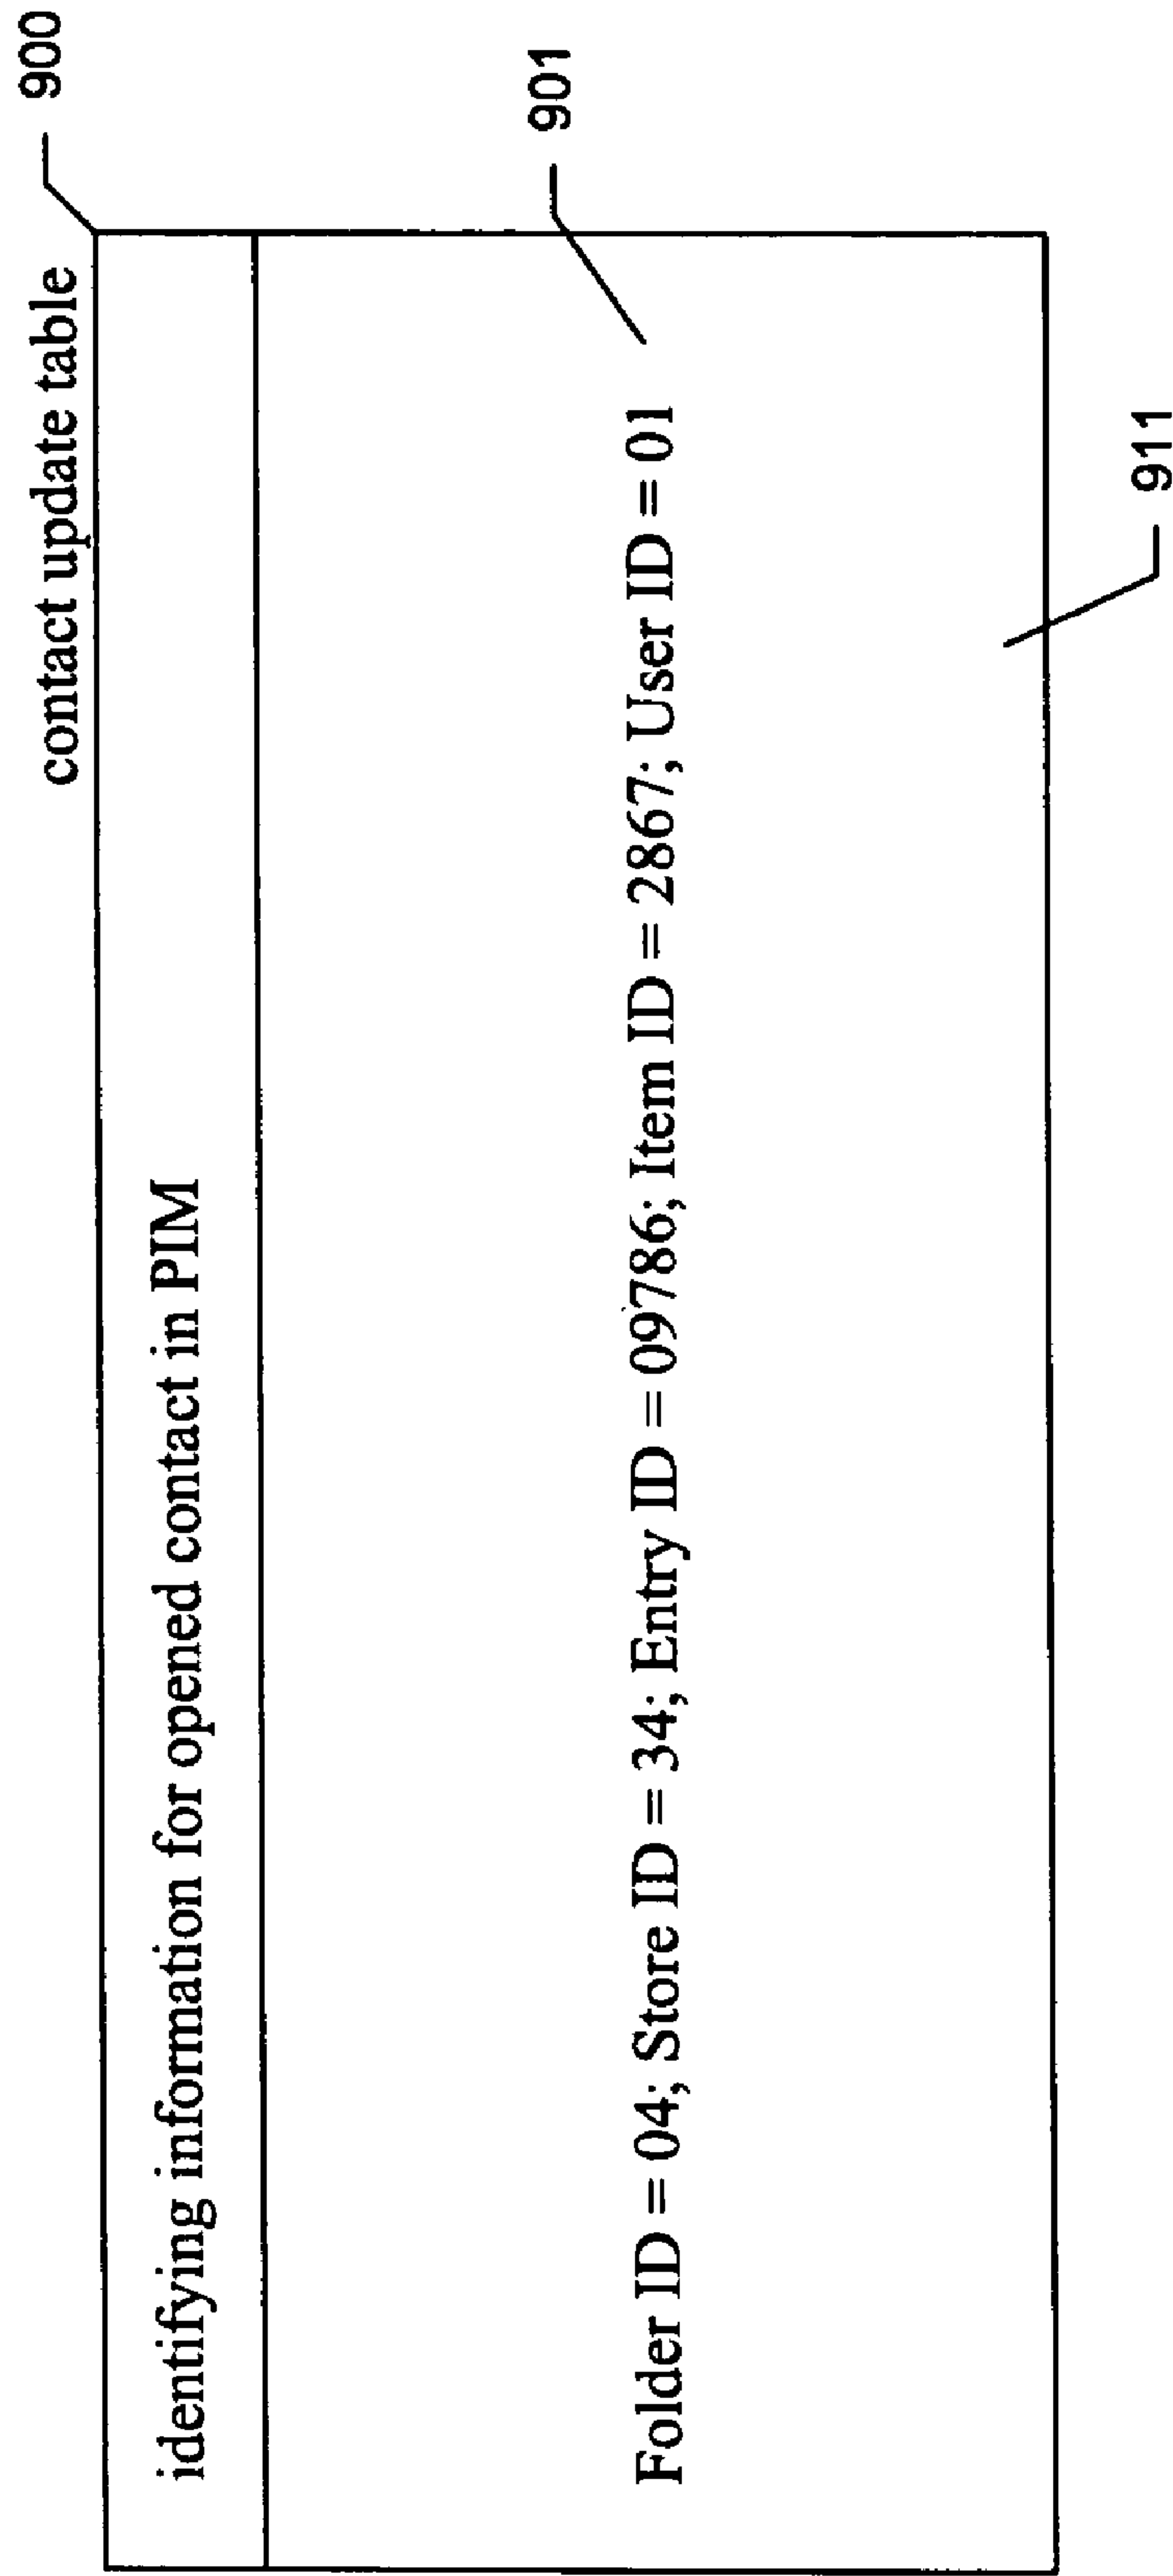 900
contact update table
identifying information for opened contact in PIM
901
Folder ID = 04; Store ID = 34; Entry ID = 09786; Item ID = 2867; User ID = 01
911